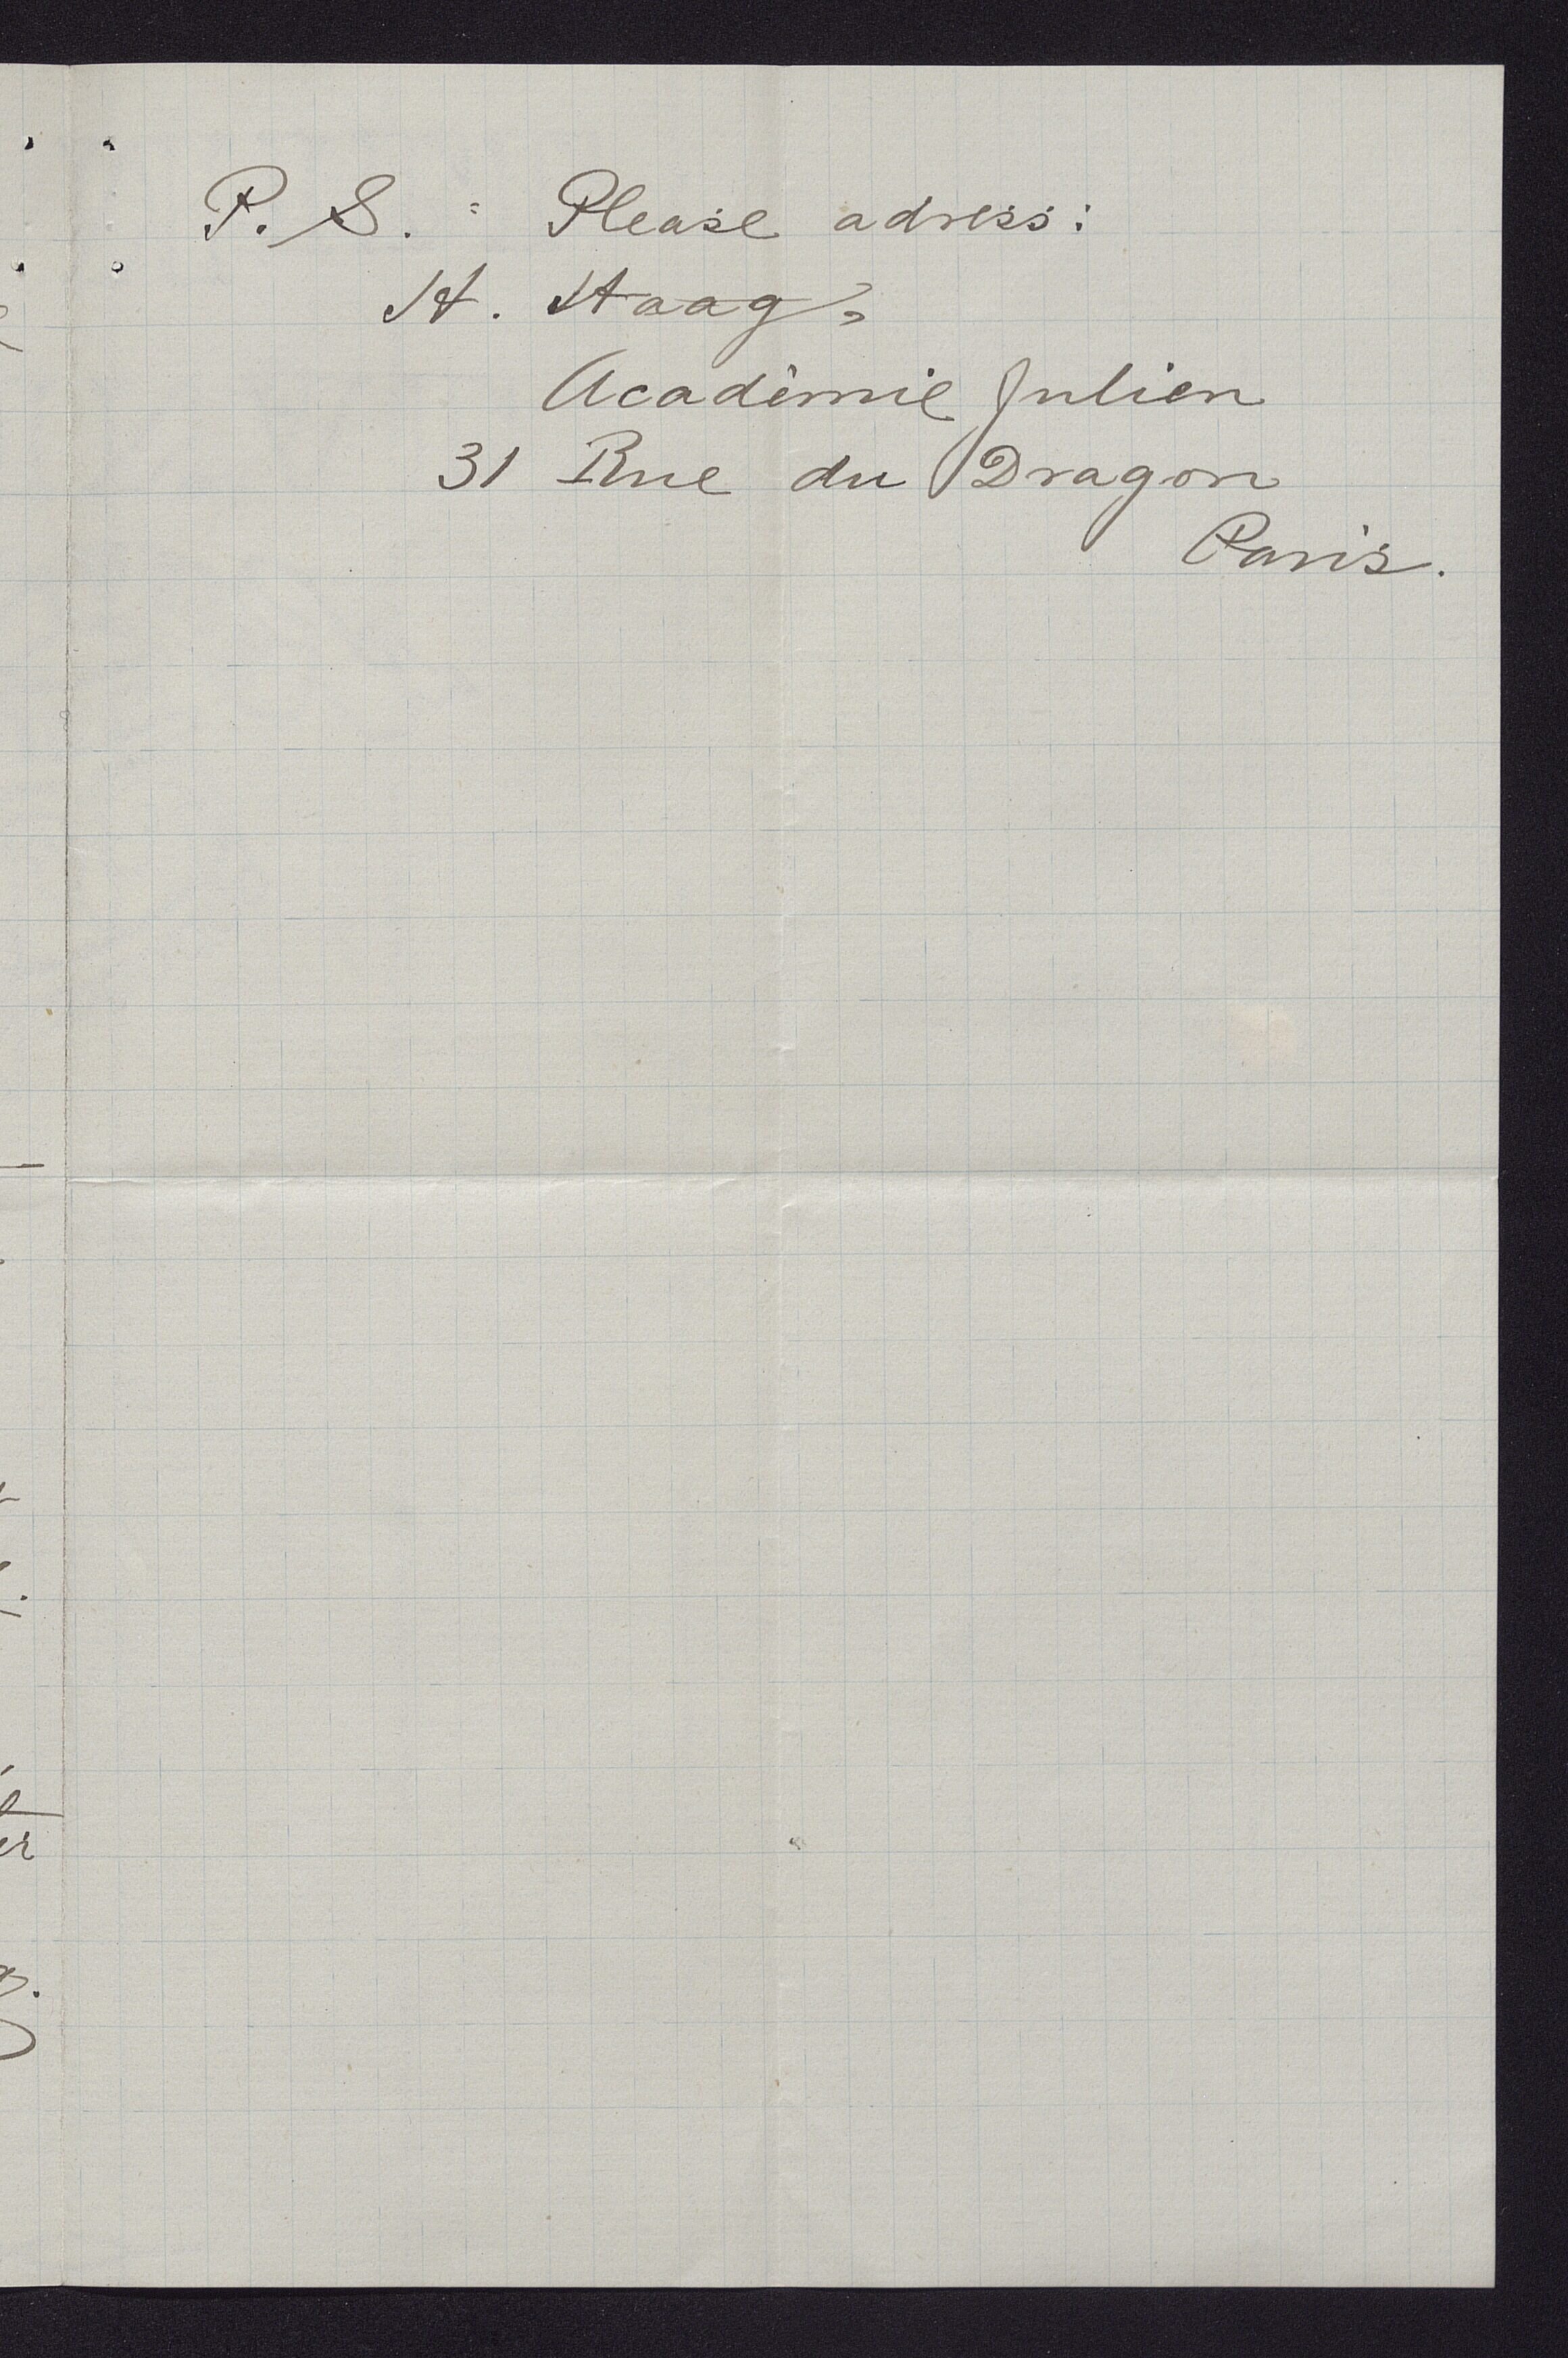 P. S. : Please adress:
H. Haag,
Académie Julien
31 Rue du Dragon
Paris.